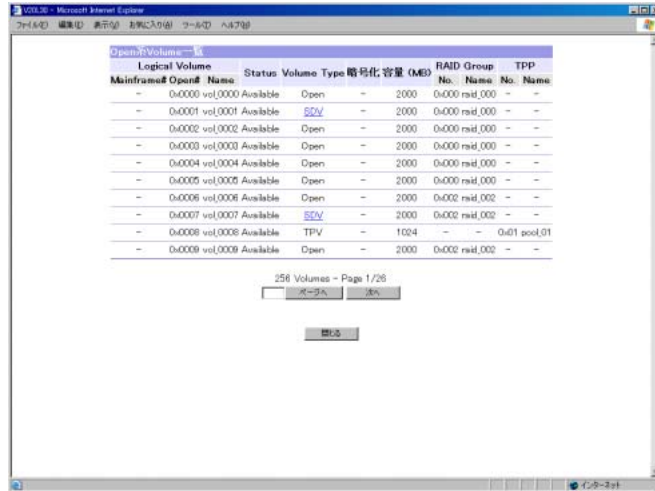 V20L30 - Microsoft Internet Explorer
ファイル(F) 編集(E) 表示(V) お気に入り(A) ツール(T) ヘルプ(H)
Open系Volume一覧
Logical Volume Status Volume Type 暗号化 容量 (MB) RAID Group TPP
Mainframe# Open# Name No. Name No. Name
- 0x0000 vol_0000 Available Open - 2000 0x000 raid_000 - -
- 0x0001 vol_0001 Available SDV - 2000 0x000 raid_000 - -
- 0x0002 vol_0002 Available Open - 2000 0x000 raid_000 - -
- 0x0003 vol_0003 Available Open - 2000 0x000 raid_000 - -
- 0x0004 vol_0004 Available Open - 2000 0x000 raid_000 - -
- 0x0005 vol_0005 Available Open - 2000 0x000 raid_000 - -
- 0x0006 vol_0006 Available Open - 2000 0x002 raid_002 - -
- 0x0007 vol_0007 Available SDV - 2000 0x002 raid_002 - -
- 0x0008 vol_0008 Available TPV - 1024 - - 0x01 pool_01
- 0x0009 vol_0009 Available Open - 2000 0x002 raid_002 - -
256 Volumes - Page 1/26
ページへ 次へ
閉じる
インターネット